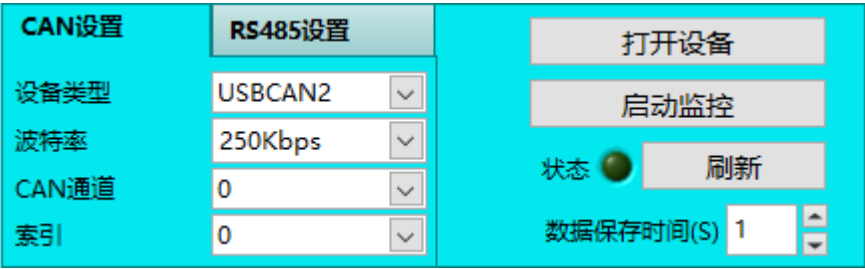 CAN设置 RS485设置
设备类型 USBCAN2
波特率 250Kbps
CAN通道 0
索引 0
打开设备
启动监控
状态 刷新
数据保存时间(S) 1